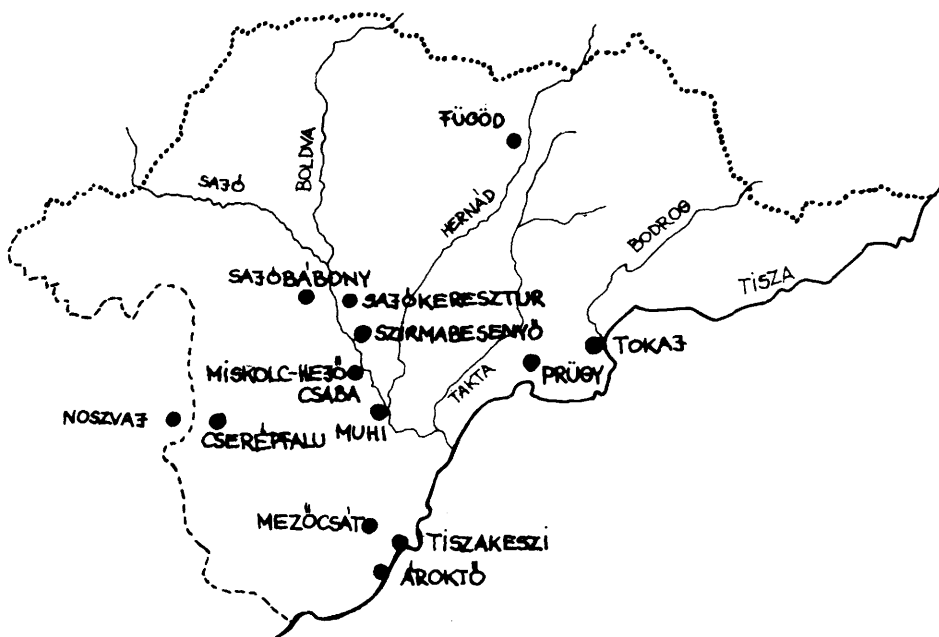 FÜGÖD
BOLDVA
SAJÓ
HERNÁD
BODROG
TISZA
SAJÓBÁBONY
SAJÓKERESZTUR
SZIRMABESENYŐ
TOKAJ
MISKOLC-HEJŐ
CSABA
TAKTA
PRÜGY
NOSZVAJ
CSERÉPFALU
MUHI
MEZŐCSÁT
TISZAKESZI
ÁROKTŐ